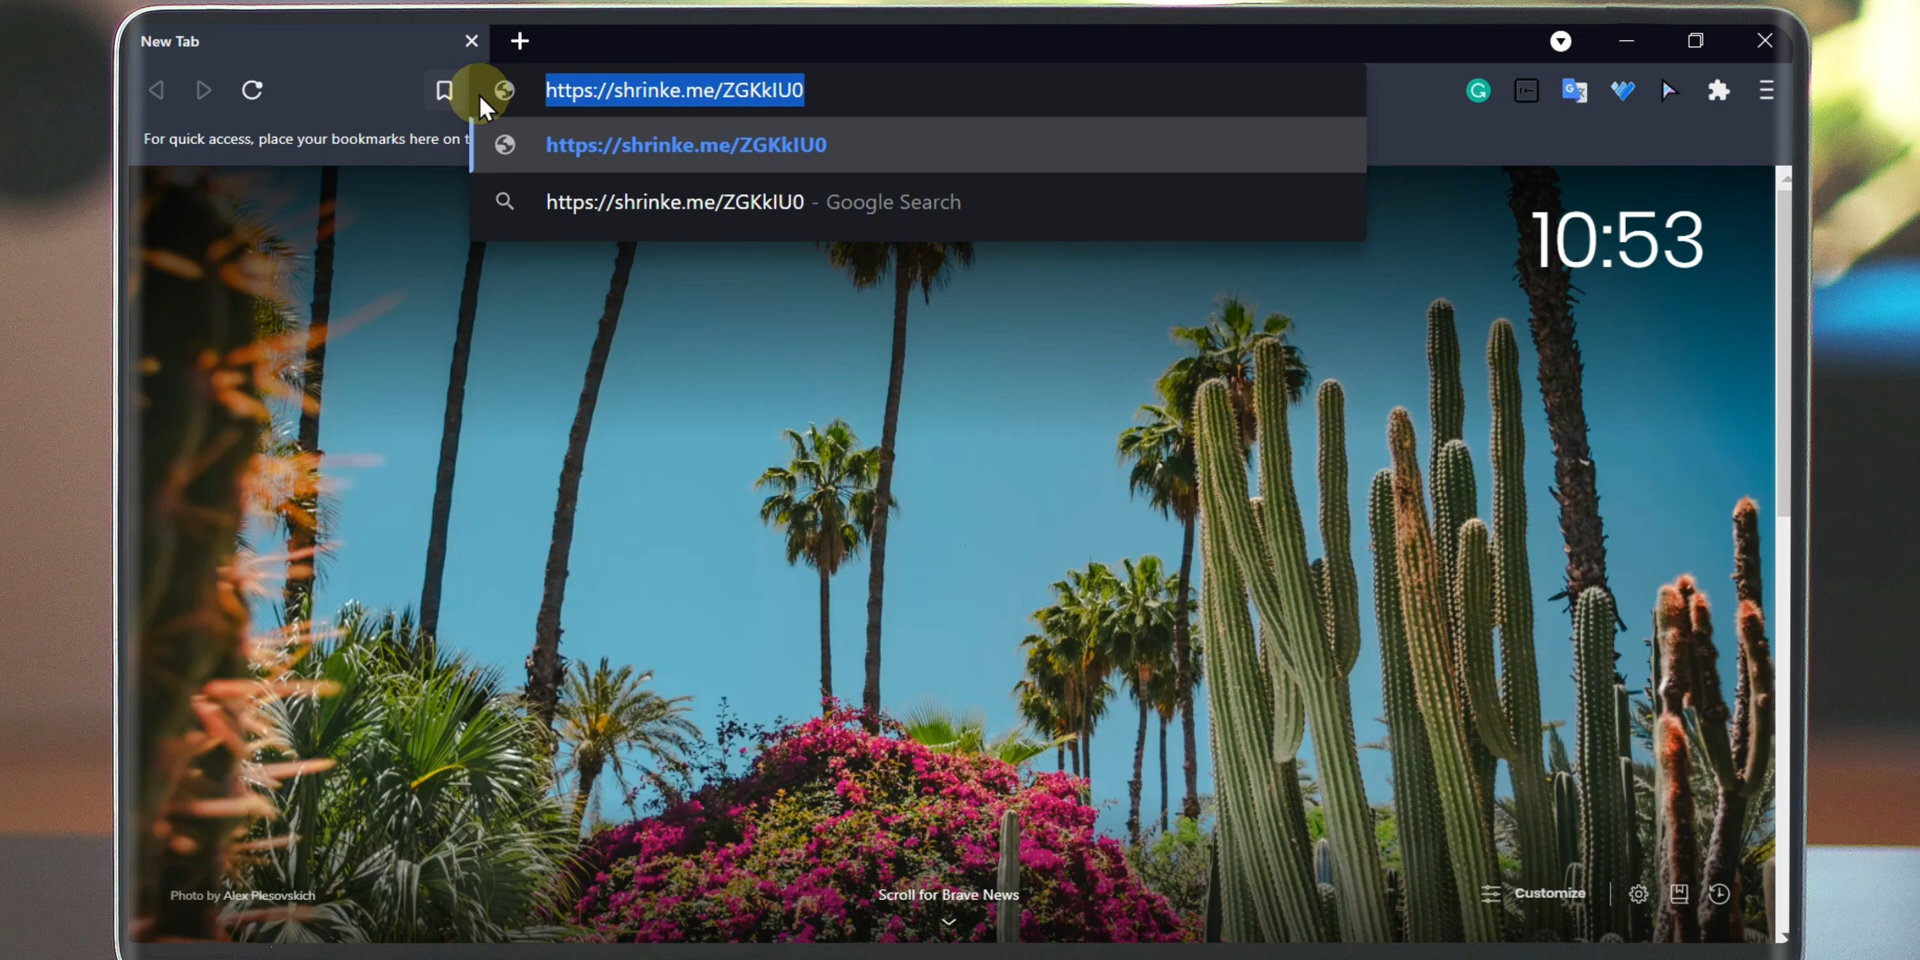 New Tab
https://shrinke.me/ZGKkIU0
For quick access, place your bookmarks here on t
https://shrinke.me/ZGKkIU0
https://shrinke.me/ZGKkIU0 - Google Search
10:53
Photo by Alex Plesovskich
Scroll for Brave News
Customize